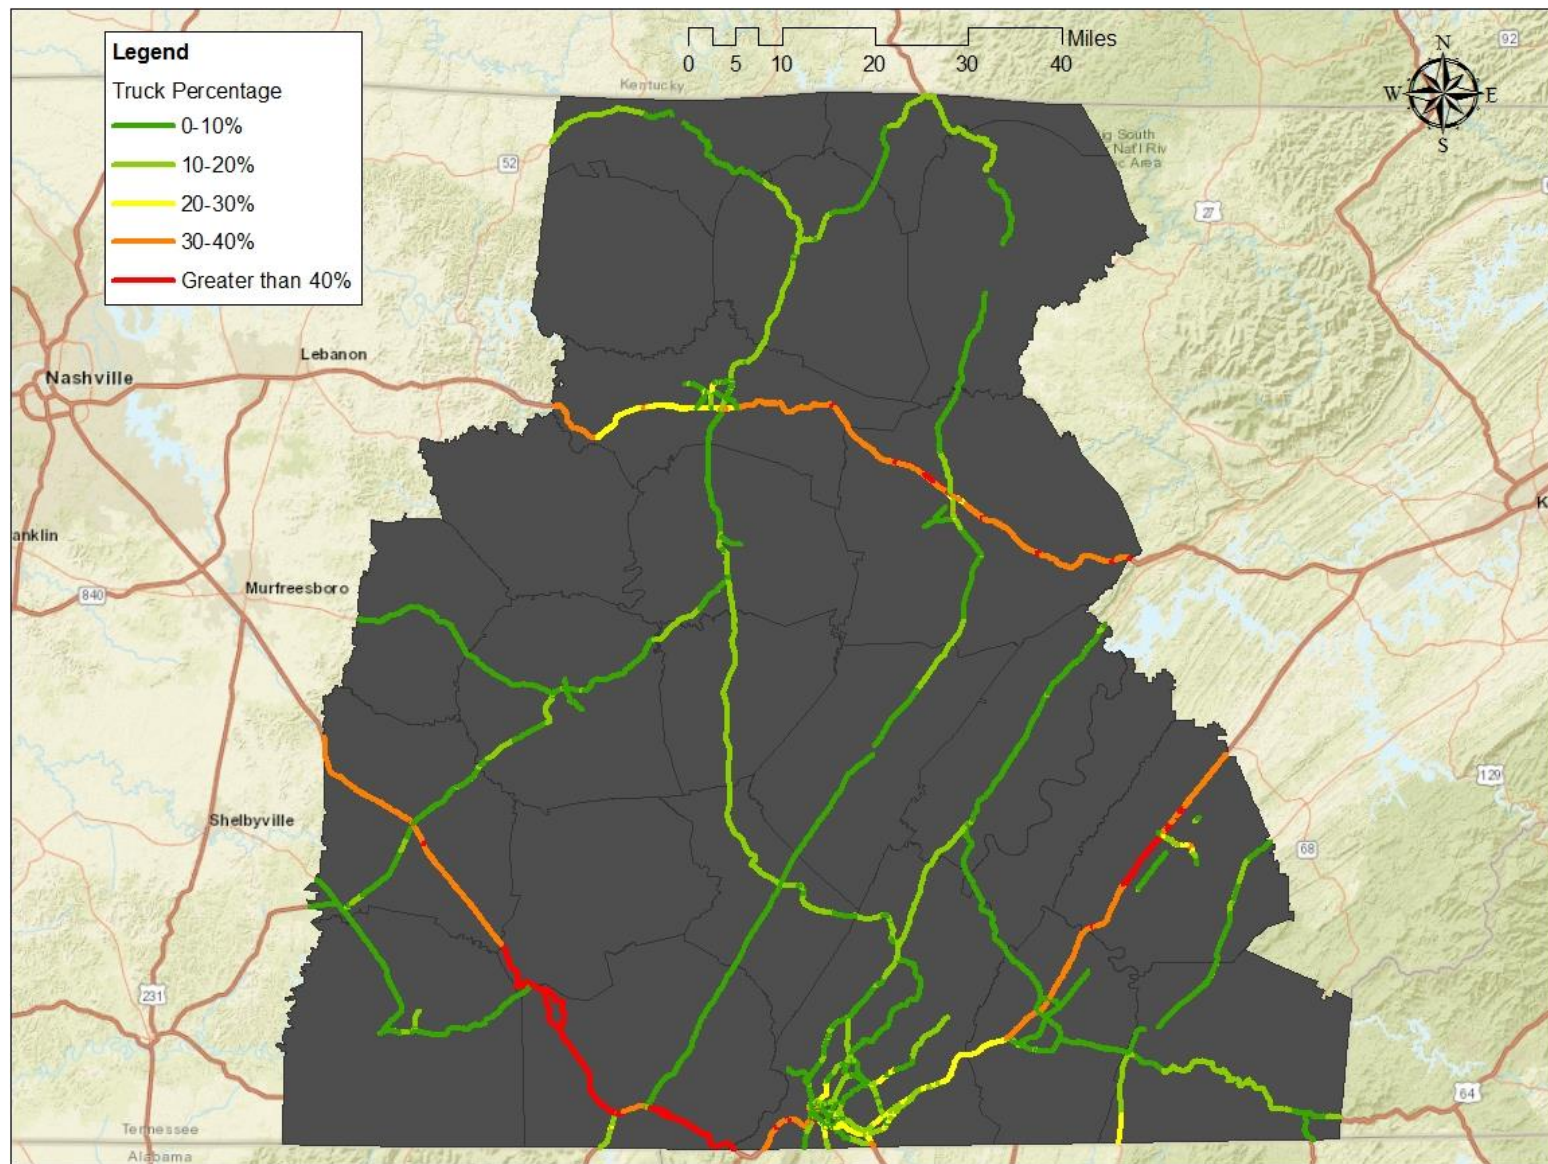 Legend
Truck Percentage
0-10%
10-20%
20-30%
30-40%
Greater than 40%
Miles
0 5 10 20 30 40
N
W E
S
92
Kentucky
52
27
Lebanon
Nashville
anklin
840
Murfreesboro
K
129
Shelbyville
68
231
64
Tennessee
Alabama